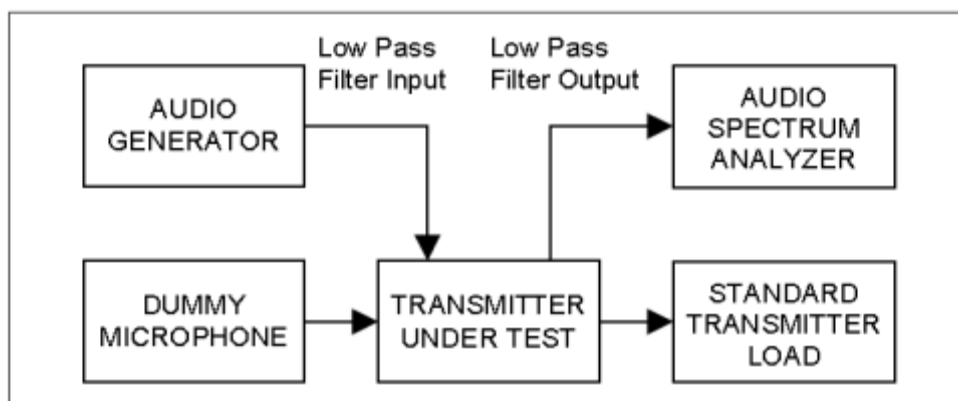 Low Pass
Filter Input
Low Pass
Filter Output
AUDIO
GENERATOR
AUDIO
SPECTRUM
ANALYZER
DUMMY
MICROPHONE
TRANSMITTER
UNDER TEST
STANDARD
TRANSMITTER
LOAD